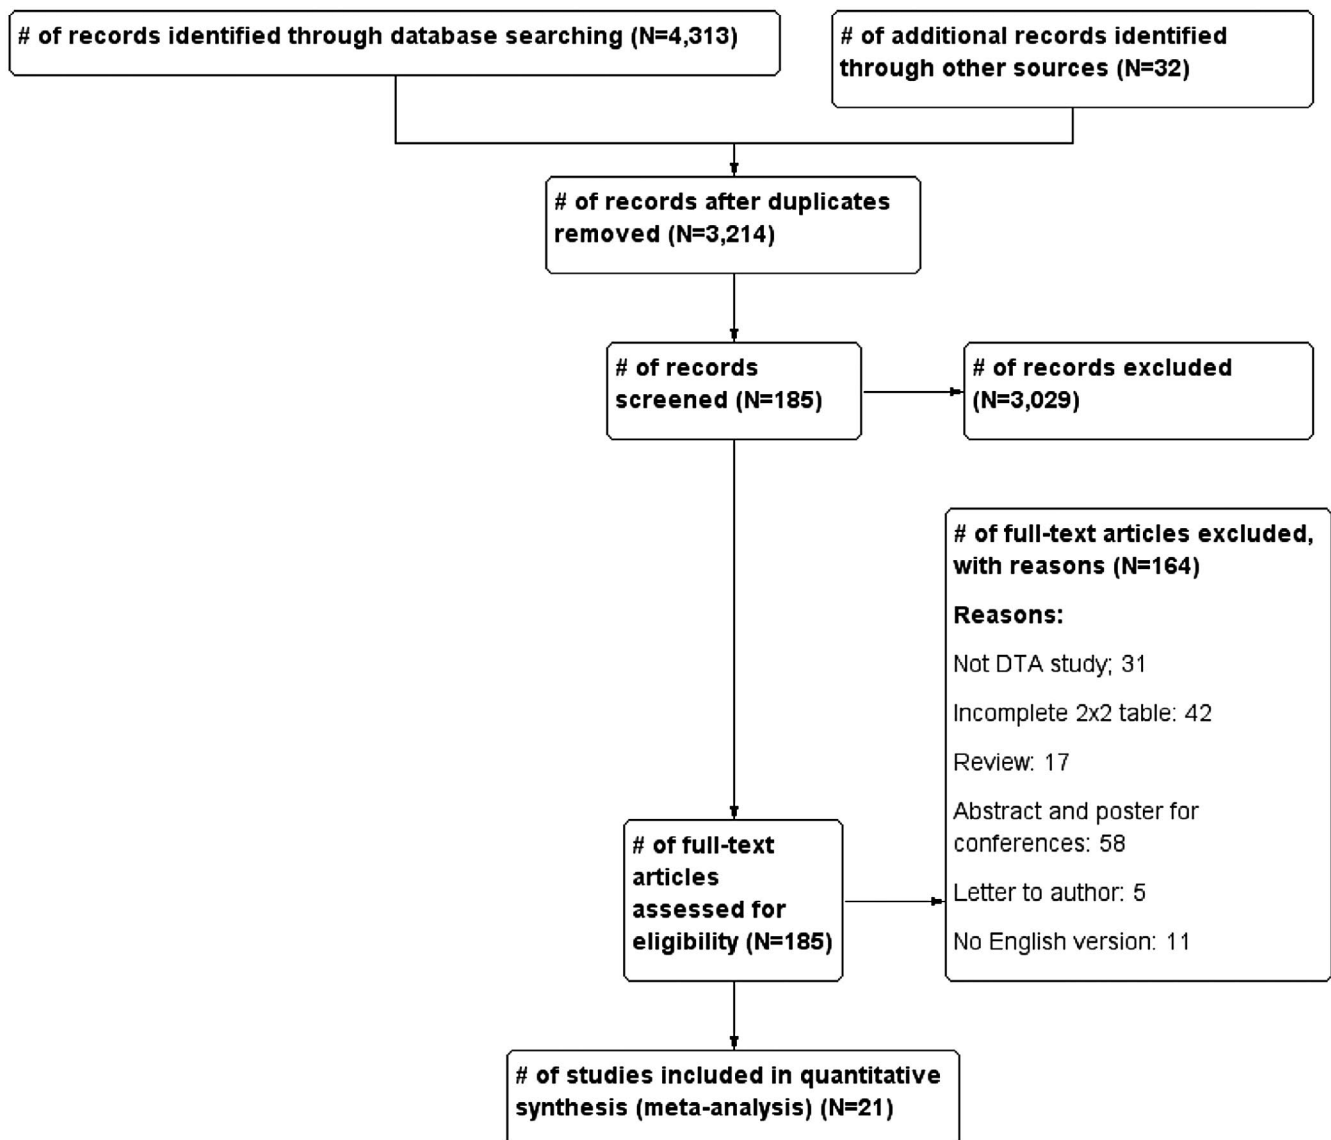 # of records identified through database searching (N=4,313)
# of additional records identified
through other sources (N=32)
# of records after duplicates
removed (N=3,214)
# of records
screened (N=185)
# of records excluded
(N=3,029)
# of full-text articles excluded,
with reasons (N=164)
Reasons:
Not DTA study; 31
Incomplete 2x2 table: 42
Review: 17
Abstract and poster for
conferences: 58
Letter to author: 5
No English version: 11
# of full-text
articles
assessed for
eligibility (N=185)
# of studies included in quantitative
synthesis (meta-analysis) (N=21)